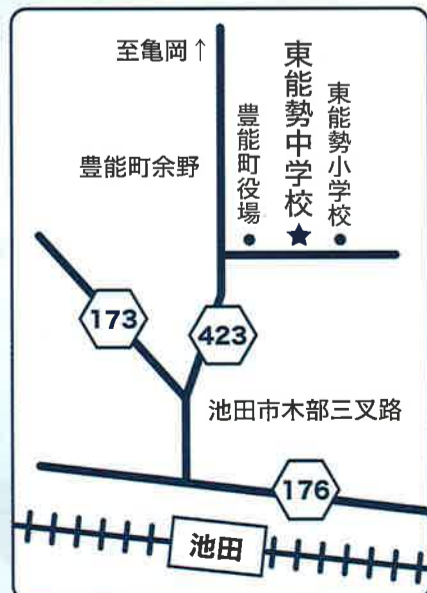 至亀岡↑
東能勢中学校
東能勢小学校
豊能町役場
豊能町余野
173
423
池田市木部三叉路
176
池田